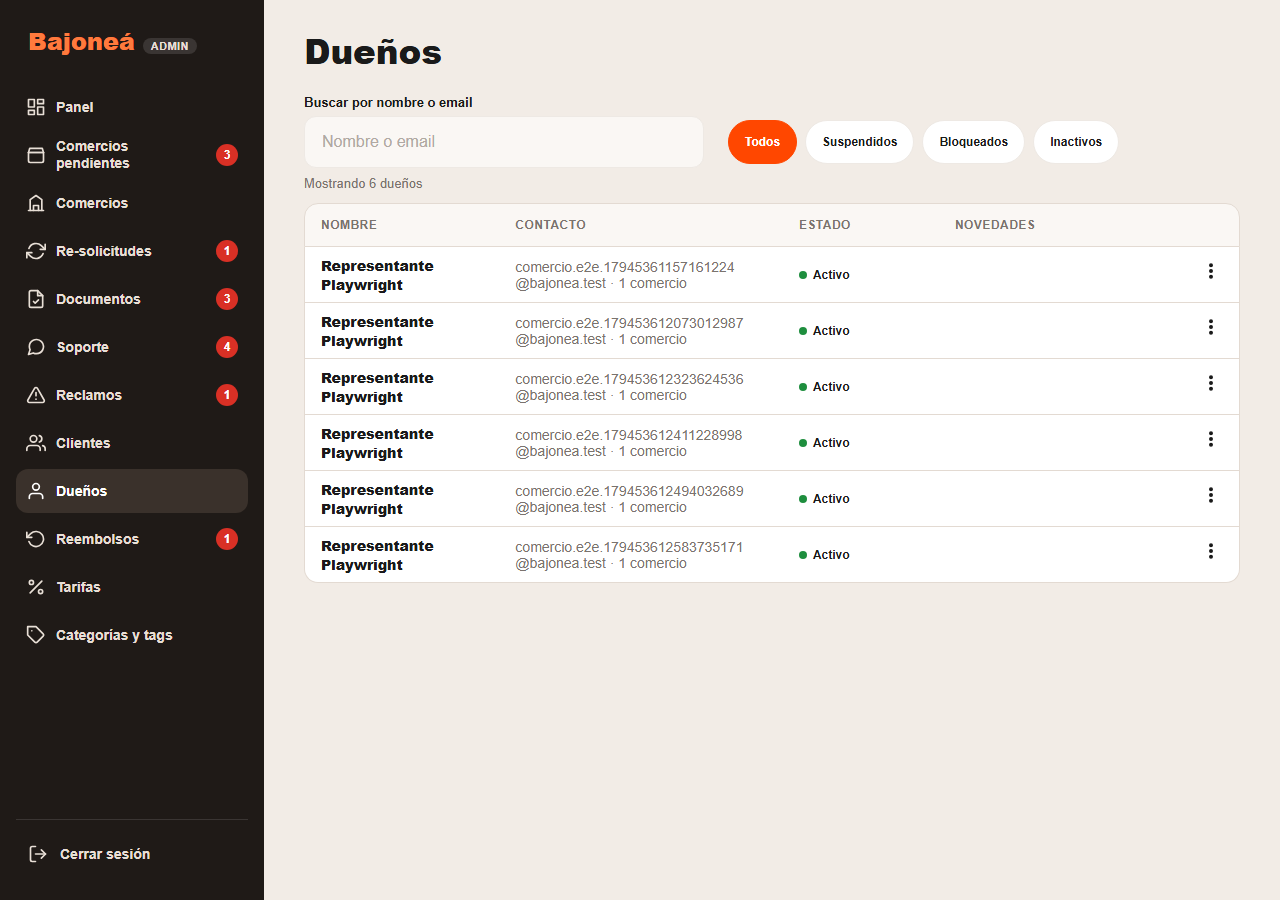 Bajoneá ADMIN
Panel
Comercios
pendientes
3
Comercios
Re-solicitudes 1
Documentos 3
Soporte 4
Reclamos 1
Clientes
Dueños
Reembolsos 1
Tarifas
Categorías y tags
Cerrar sesión
Dueños
Buscar por nombre o email
Nombre o email
Todos Suspendidos Bloqueados Inactivos
Mostrando 6 dueños
NOMBRE CONTACTO ESTADO NOVEDADES
Representante
Playwright
comercio.e2e.17945361157161224
@bajonea.test · 1 comercio
Activo
Representante
Playwright
comercio.e2e.179453612073012987
@bajonea.test · 1 comercio
Activo
Representante
Playwright
comercio.e2e.179453612323624536
@bajonea.test · 1 comercio
Activo
Representante
Playwright
comercio.e2e.179453612411228998
@bajonea.test · 1 comercio
Activo
Representante
Playwright
comercio.e2e.179453612494032689
@bajonea.test · 1 comercio
Activo
Representante
Playwright
comercio.e2e.179453612583735171
@bajonea.test · 1 comercio
Activo